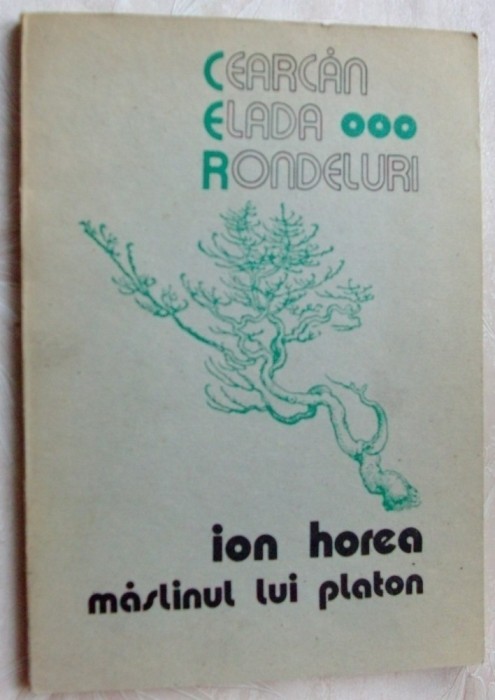 CEARCĂN
ELADA ooo
RONDELURI
ion horea
măslinul lui platon